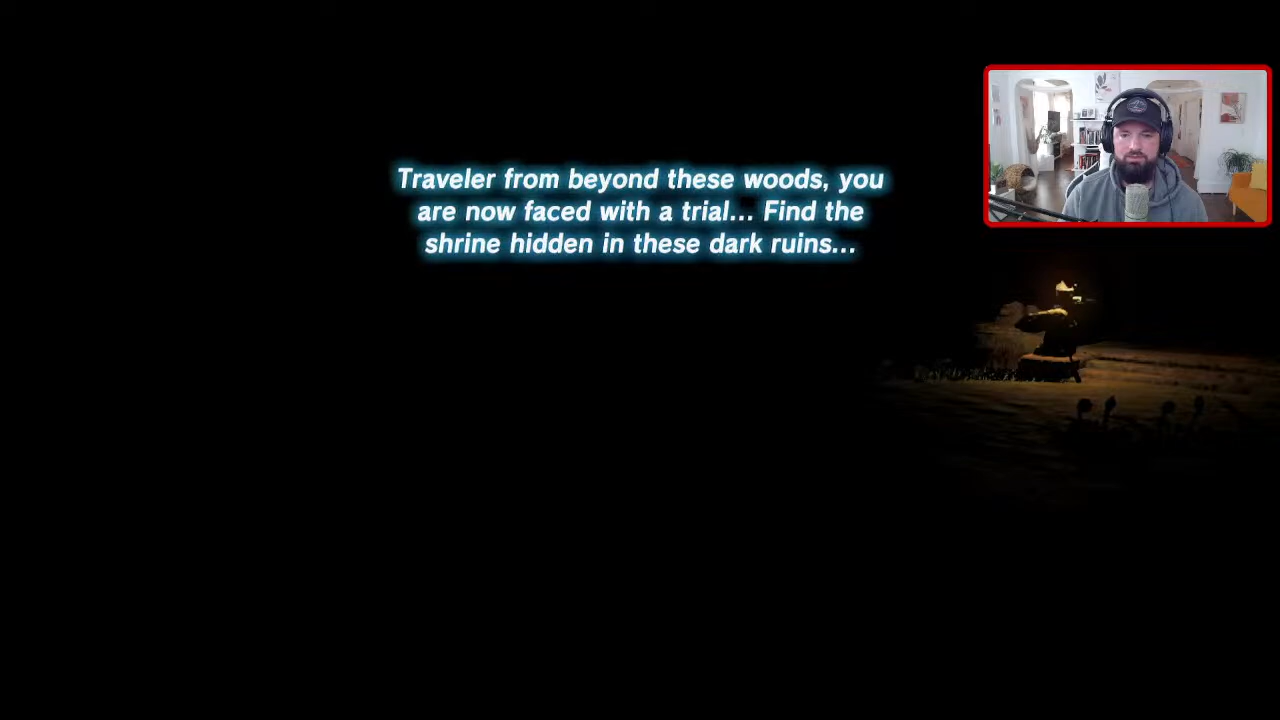 Traveler from beyond these woods, you
are now faced with a trial... Find the
shrine hidden in these dark ruins...